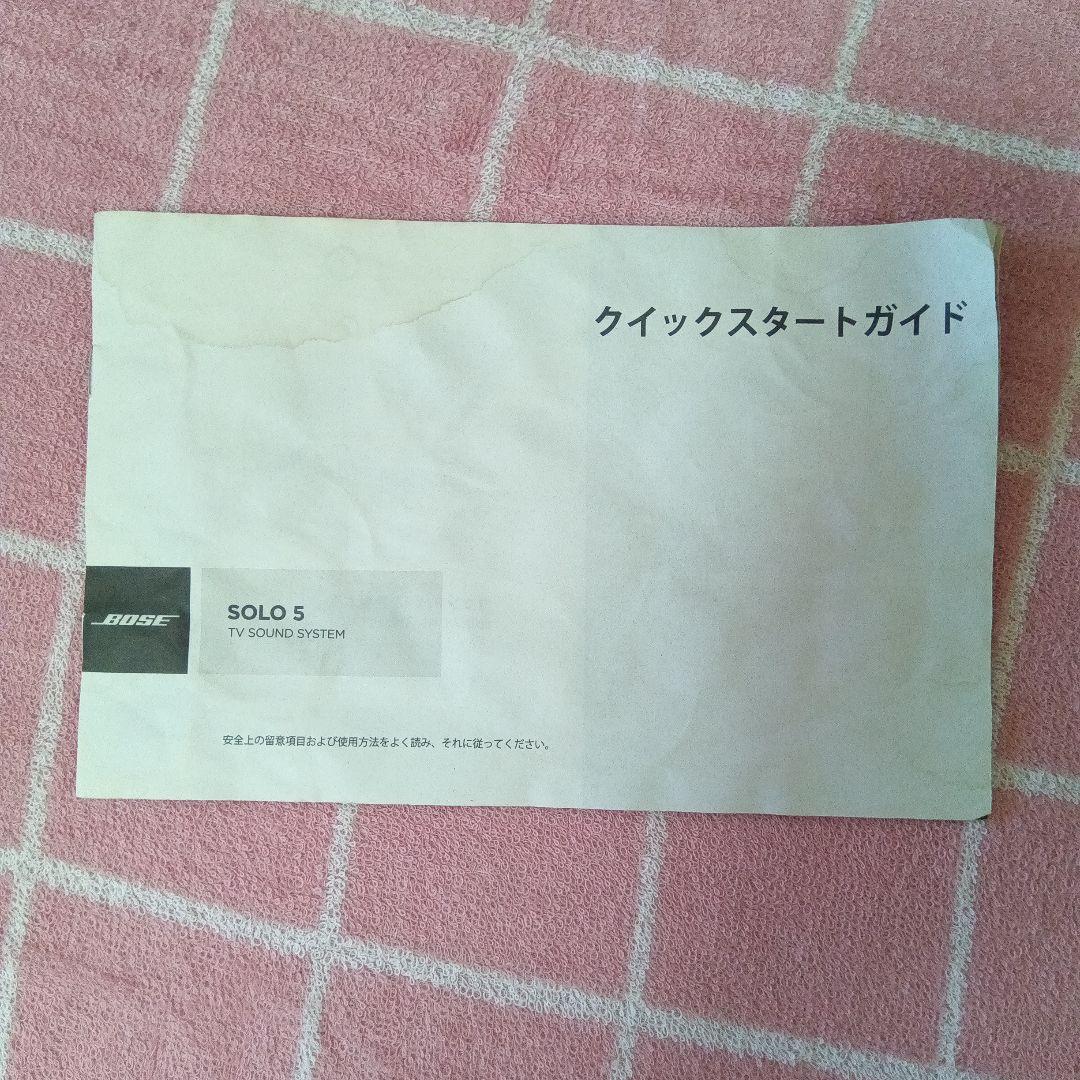 クイックスタートガイド
BOSE
SOLO 5
TV SOUND SYSTEM
安全上の留意項目および使用方法をよく読み、それに従ってください。